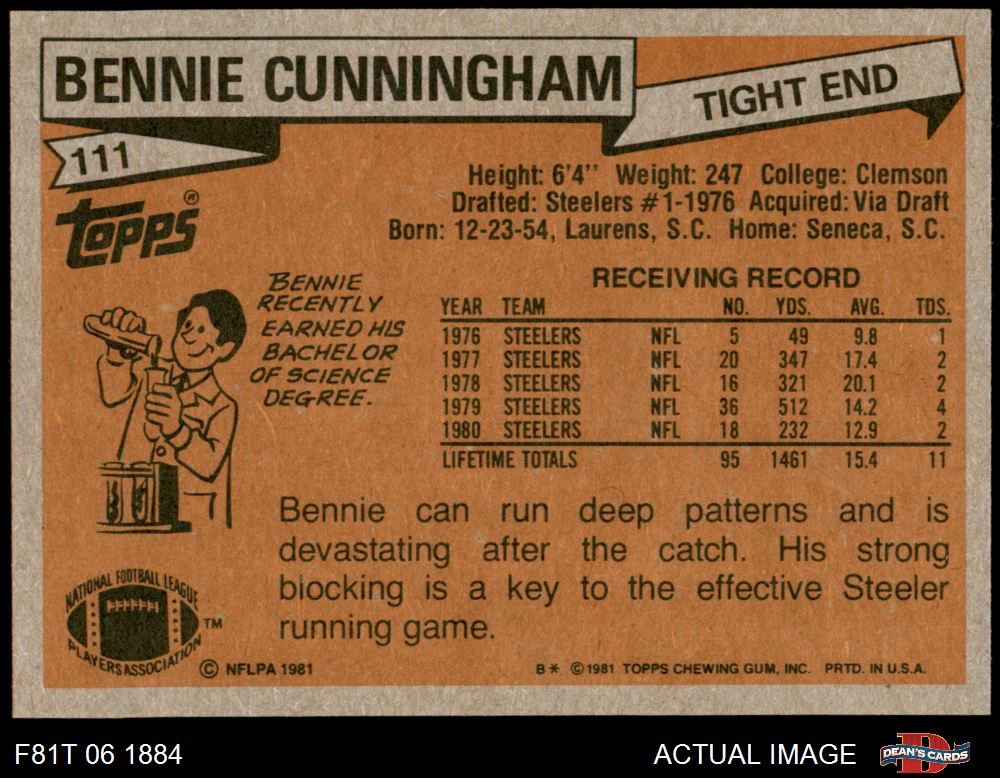 BENNIE CUNNINGHAM
TIGHT END
111
TOPPS®
Height: 6'4'' Weight: 247 College: Clemson
Drafted: Steelers #1-1976 Acquired: Via Draft
Born: 12-23-54, Laurens, S.C. Home: Seneca, S.C.
BENNIE
RECENTLY
EARNED HIS
BACHELOR
OF SCIENCE
DEGREE.
RECEIVING RECORD
YEAR TEAM NO. YDS. AVG. TDS.
1976 STEELERS NFL 5 49 9.8 1
1977 STEELERS NFL 20 347 17.4 2
1978 STEELERS NFL 16 321 20.1 2
1979 STEELERS NFL 36 512 14.2 4
1980 STEELERS NFL 18 232 12.9 2
LIFETIME TOTALS 95 1461 15.4 11
Bennie can run deep patterns and is
devastating after the catch. His strong
blocking is a key to the effective Steeler
running game.
NATIONAL FOOTBALL LEAGUE
PLAYERS ASSOCIATION
TM
© NFLPA 1981
B* © 1981 TOPPS CHEWING GUM, INC. PRTD. IN U.S.A.
F81T 06 1884
ACTUAL IMAGE
D
DEAN'S CARDS